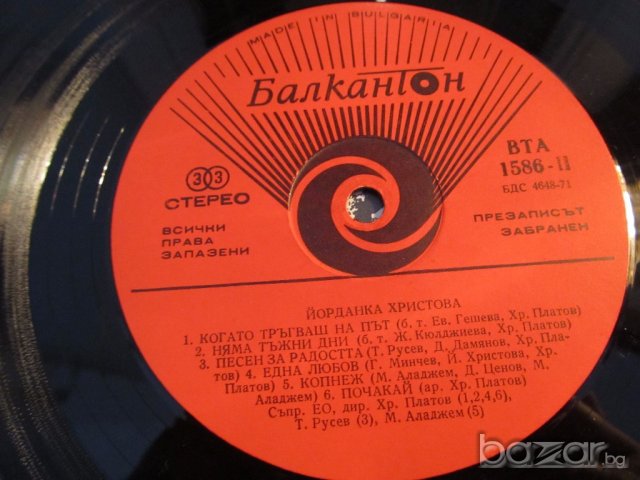 MADE IN BULGARIA
Балкантон
33
СТЕРЕО
ВТА
1586-II
БДС 4648-71
ВСИЧКИ
ПРАВА
ЗАПАЗЕНИ
ПРЕЗАПИСЪТ
ЗАБРАНЕН
ЙОРДАНКА ХРИСТОВА
1. КОГАТО ТРЪГВАШ НА ПЪТ (б. т. Ев. Гешева, Хр. Платов)
2. НЯМА ТЪЖНИ ДНИ (б. т. Ж. Кюлджиева, Хр. Платов)
3. ПЕСЕН ЗА РАДОСТТА (Т. Русев, Д. Дамянов, Хр. Пла-
тов) 4. ЕДНА ЛЮБОВ (Г. Минчев, Й. Христова, Хр.
Платов) 5. КОПНЕЖ (М. Аладжем, Д. Ценов, М.
Аладжем) 6. ПОЧАКАЙ (ар. Хр. Платов)
Съпр. ЕО, дир. Хр. Платов (1,2,4,6),
Т. Русев (3), М. Аладжем (5)
bazar.bg